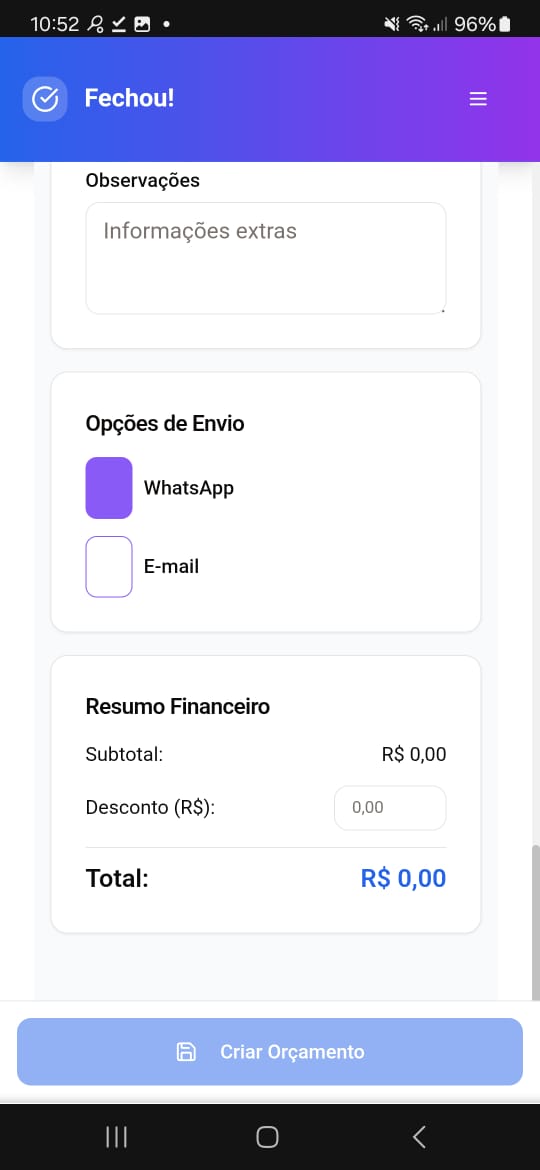 10:52
96%
Fechou!
Observações
Informações extras
Opções de Envio
WhatsApp
E-mail
Resumo Financeiro
Subtotal: R$ 0,00
Desconto (R$): 0,00
Total: R$ 0,00
Criar Orçamento